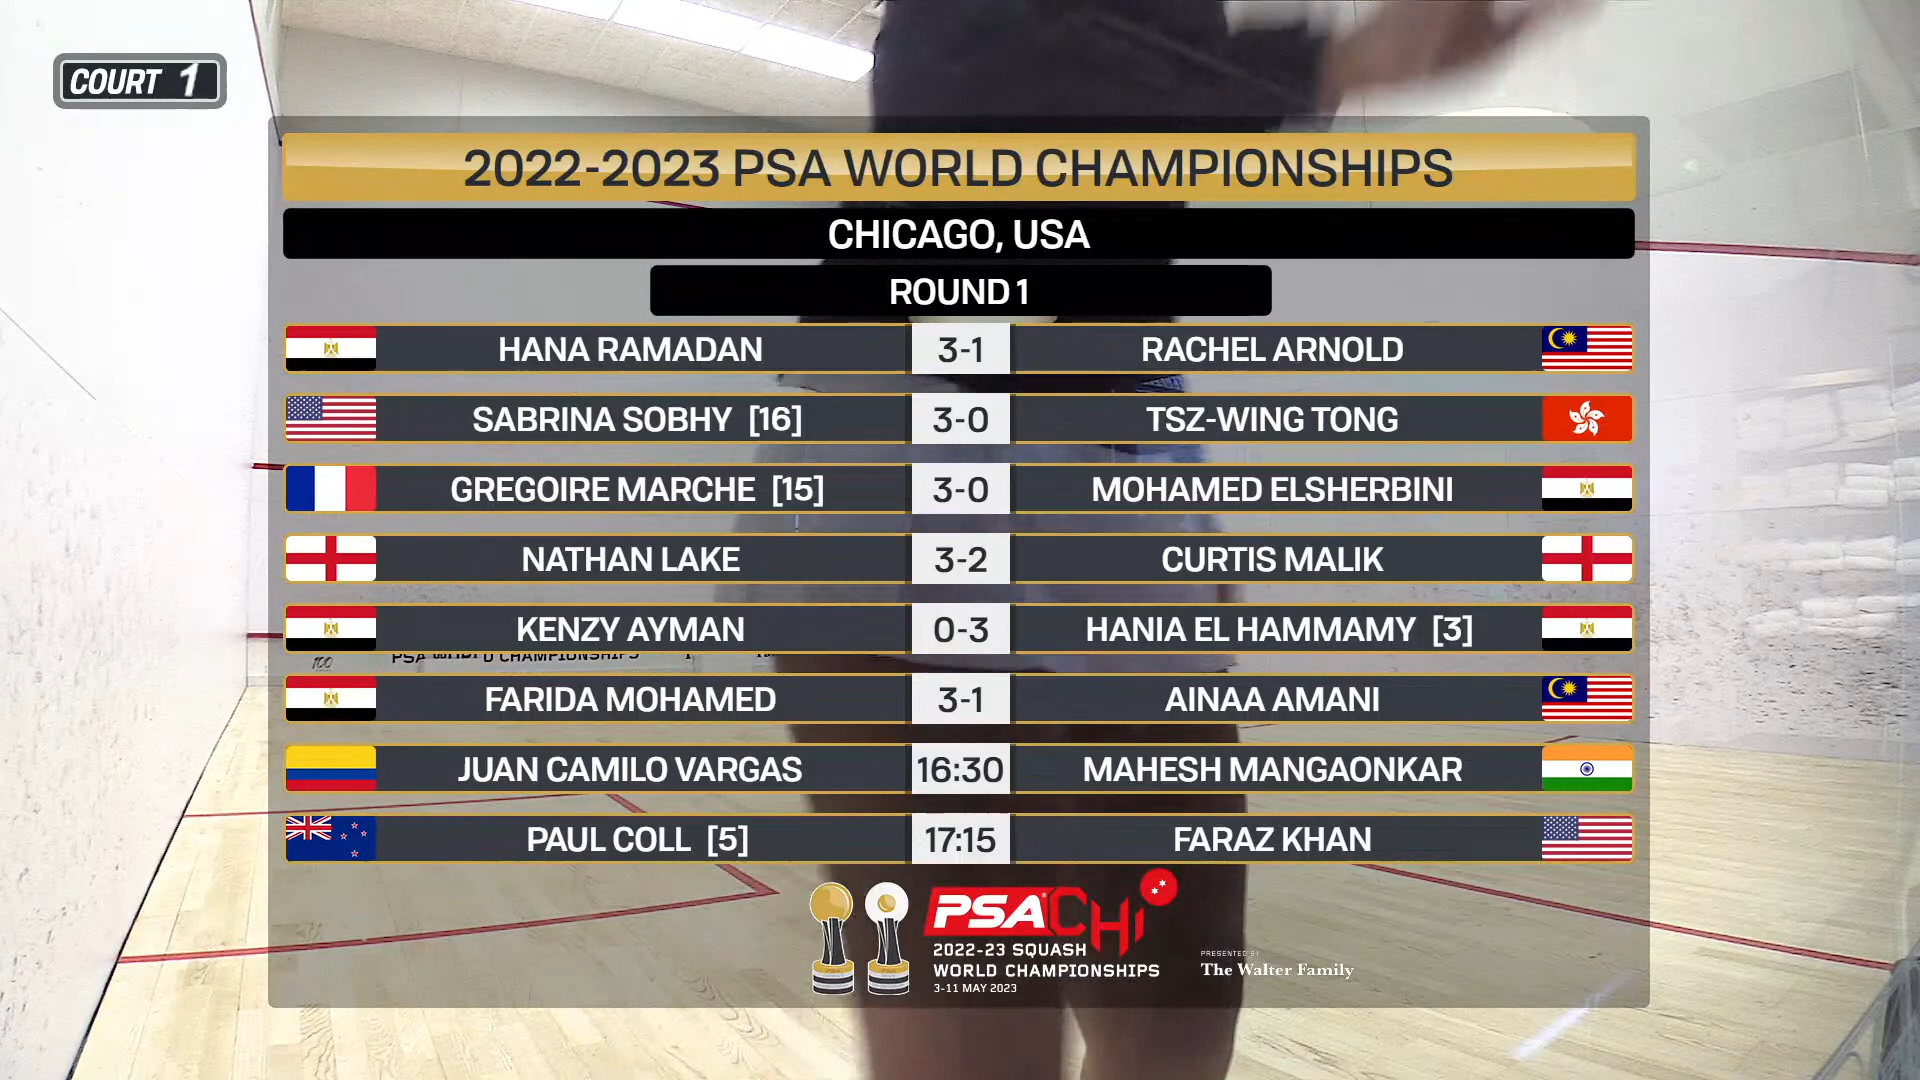 COURT 1
2022-2023 PSA WORLD CHAMPIONSHIPS
CHICAGO, USA
ROUND 1
HANA RAMADAN 3-1 RACHEL ARNOLD
SABRINA SOBHY [16] 3-0 TSZ-WING TONG
GREGOIRE MARCHE [15] 3-0 MOHAMED ELSHERBINI
NATHAN LAKE 3-2 CURTIS MALIK
KENZY AYMAN 0-3 HANIA EL HAMMAMY [3]
100 PSA WORLD CHAMPIONSHIPS
FARIDA MOHAMED 3-1 AINAA AMANI
JUAN CAMILO VARGAS 16:30 MAHESH MANGAONKAR
PAUL COLL [5] 17:15 FARAZ KHAN
PSA CHI
2022-23 SQUASH
WORLD CHAMPIONSHIPS
3-11 MAY 2023
PRESENTED BY
The Walter Family